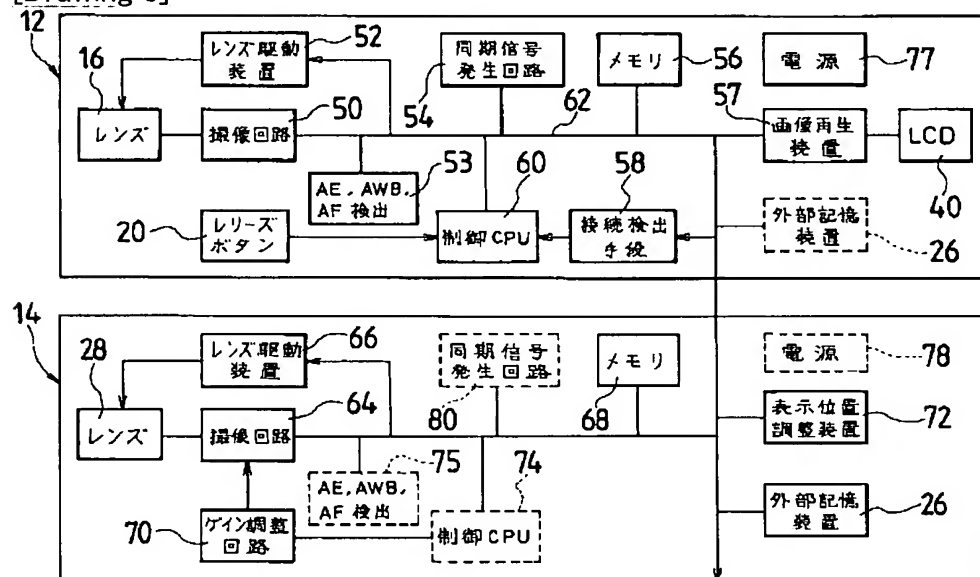 12
16
レンズ
レンズ駆動
装置
52
50
撮像回路
同期信号
発生回路
54
メモリ
56
電源
77
62
57
画像再生
装置
LCD
40
AE, AWB,
AF 検出
53
60
制御CPU
58
接続検出
手段
20
レリーズ
ボタン
外部記憶
装置
26
14
28
レンズ
レンズ駆動
装置
66
64
撮像回路
同期信号
発生回路
80
メモリ
68
電源
78
表示位置
調整装置
72
AE, AWB,
AF 検出
75
74
制御CPU
70
ゲイン調整
回路
外部記憶
装置
26